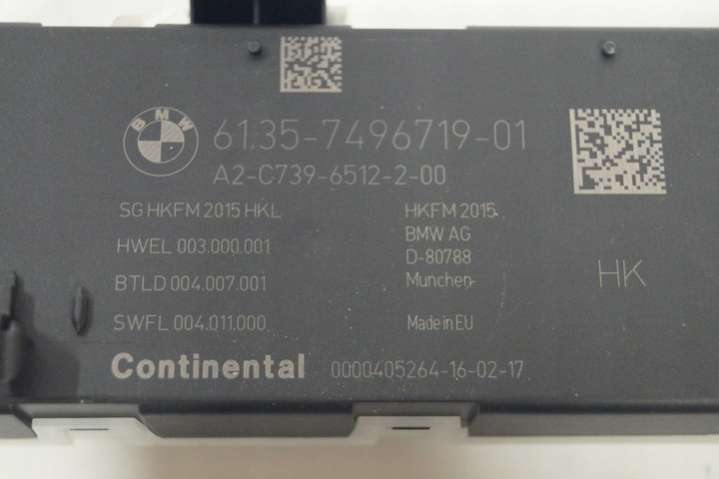 BMW
61.35-7496719-01
A2-C739-6512-2-00
SG HKFM 2015 HKL
HWEL 003.000.001
BTLD 004.007.001
SWFL 004.011.000
HKFM 2015
BMW AG
D-80788
Munchen
Made in EU
HK
Continental 0000405264-16-02-17